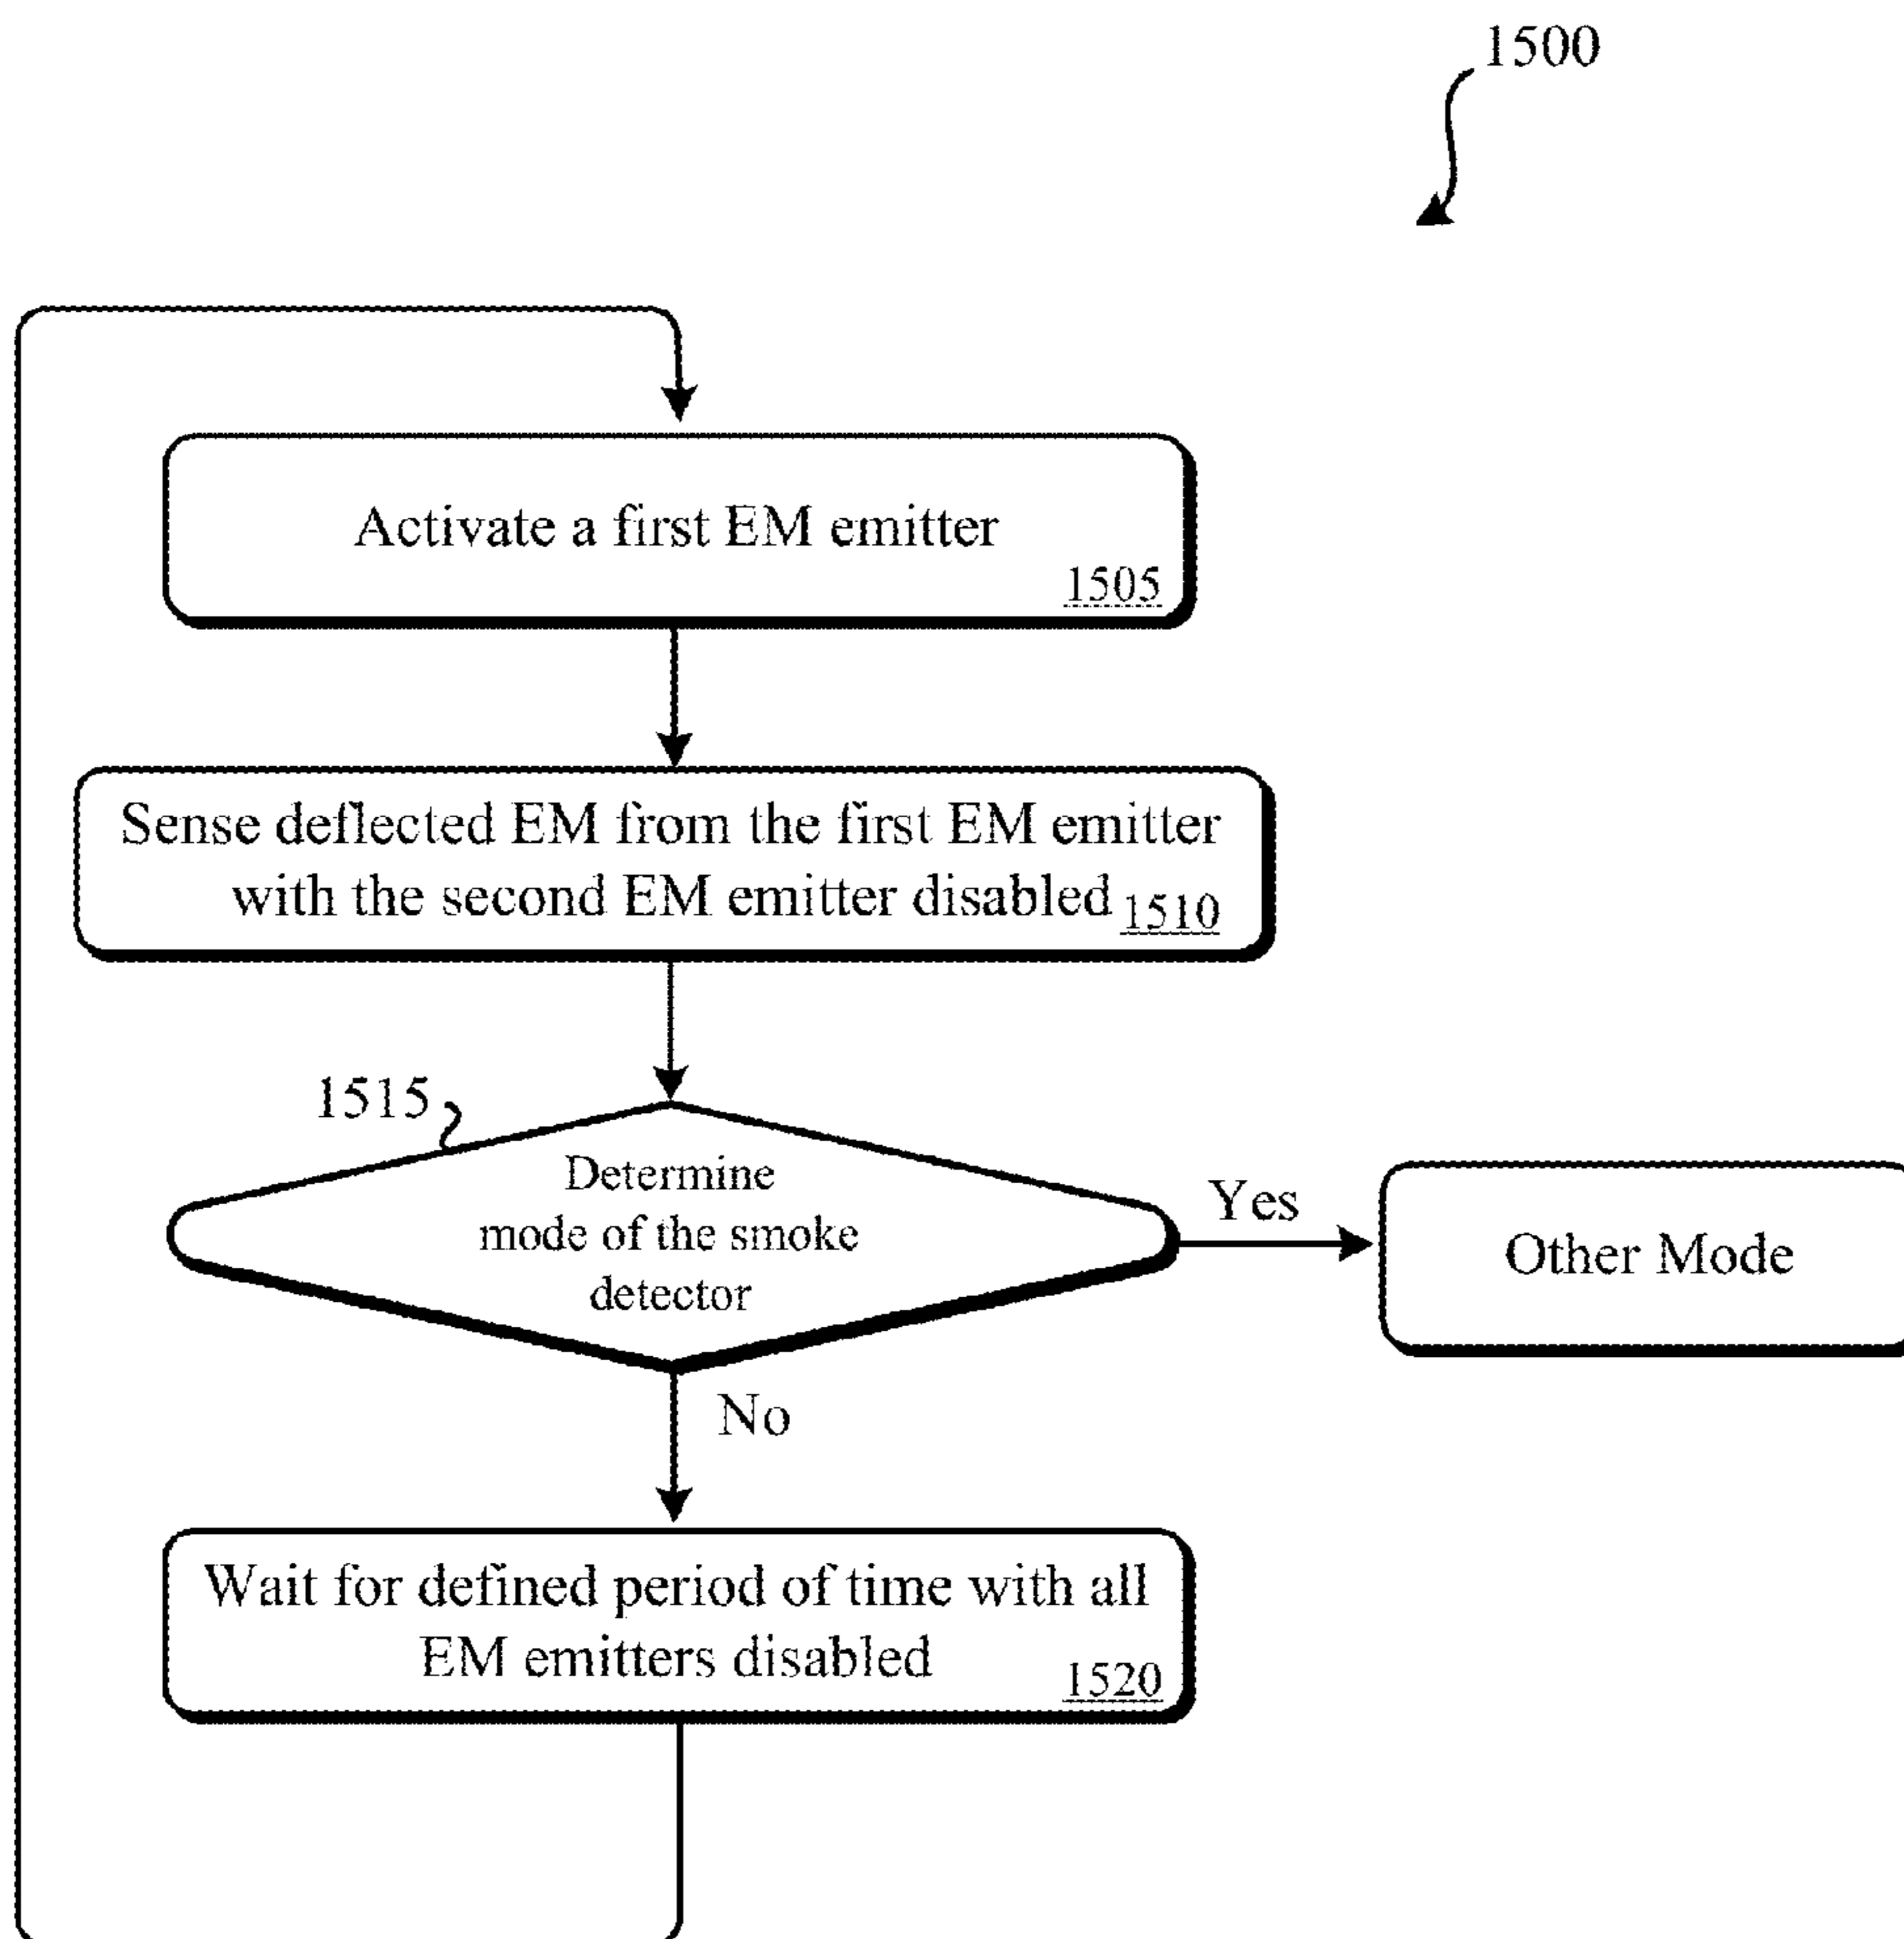 1500
Activate a first EM emitter
1505
Sense deflected EM from the first EM emitter
with the second EM emitter disabled 1510
1515
Determine
mode of the smoke
detector
Yes
Other Mode
No
Wait for defined period of time with all
EM emitters disabled
1520